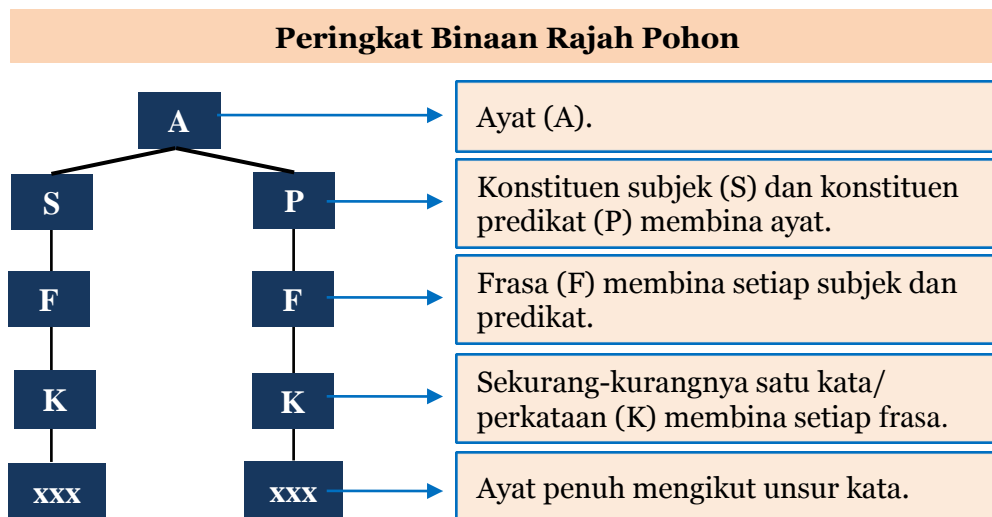 Peringkat Binaan Rajah Pohon
A
Ayat (A).
S
P
Konstituen subjek (S) dan konstituen
predikat (P) membina ayat.
F
F
Frasa (F) membina setiap subjek dan
predikat.
K
K
Sekurang-kurangnya satu kata/
perkataan (K) membina setiap frasa.
xxx
xxx
Ayat penuh mengikut unsur kata.